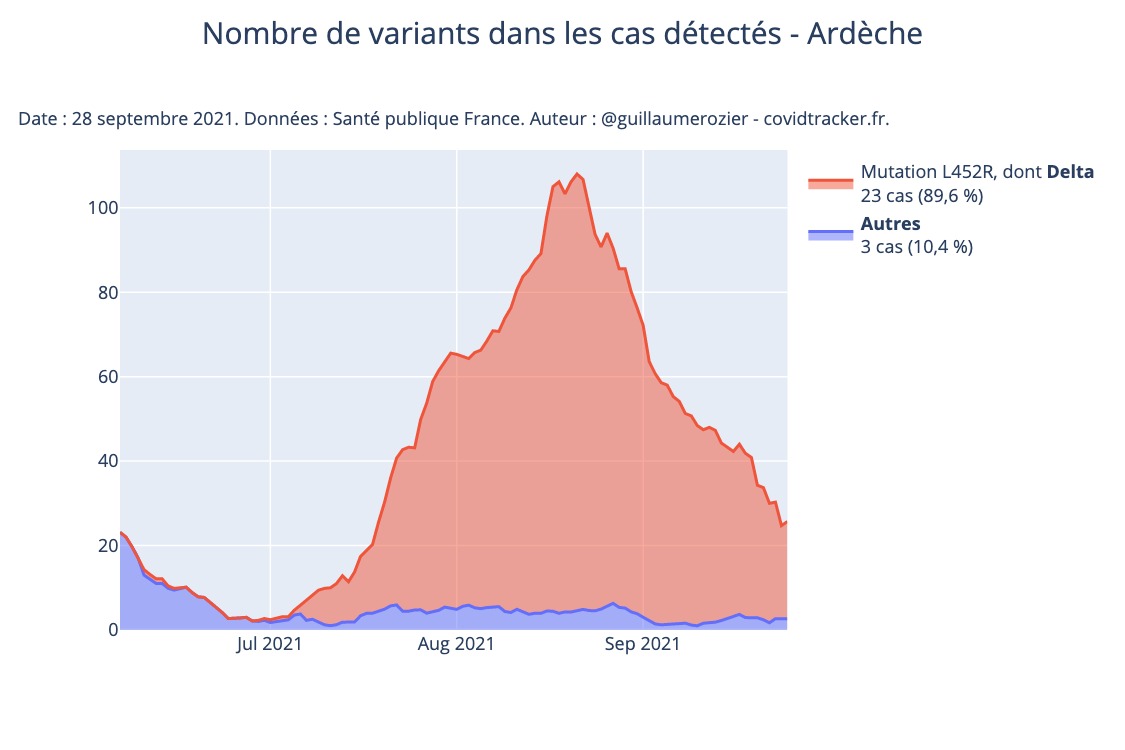 Nombre de variants dans les cas détectés - Ardèche
Date : 28 septembre 2021. Données : Santé publique France. Auteur : @guillaumerozier - covidtracker.fr.
Mutation L452R, dont Delta
23 cas (89,6 %)
Autres
3 cas (10,4 %)
100
80
60
40
20
0
Jul 2021
Aug 2021
Sep 2021